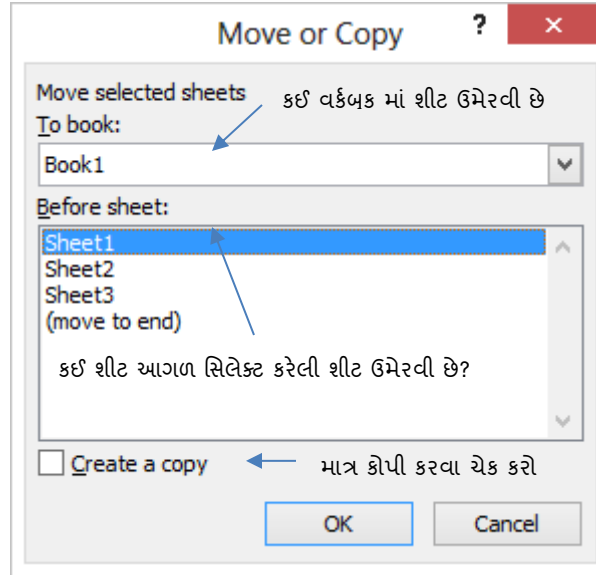 Move or Copy ? ×
Move selected sheets
કઈ વર્કબુક માં શીટ ઉમેરવી છે
To book:
Book1
Before sheet:
Sheet1
Sheet2
Sheet3
(move to end)
કઈ શીટ આગળ સિલેક્ટ કરેલી શીટ ઉમેરવી છે?
Create a copy
માત્ર કોપી કરવા ચેક કરો
OK
Cancel